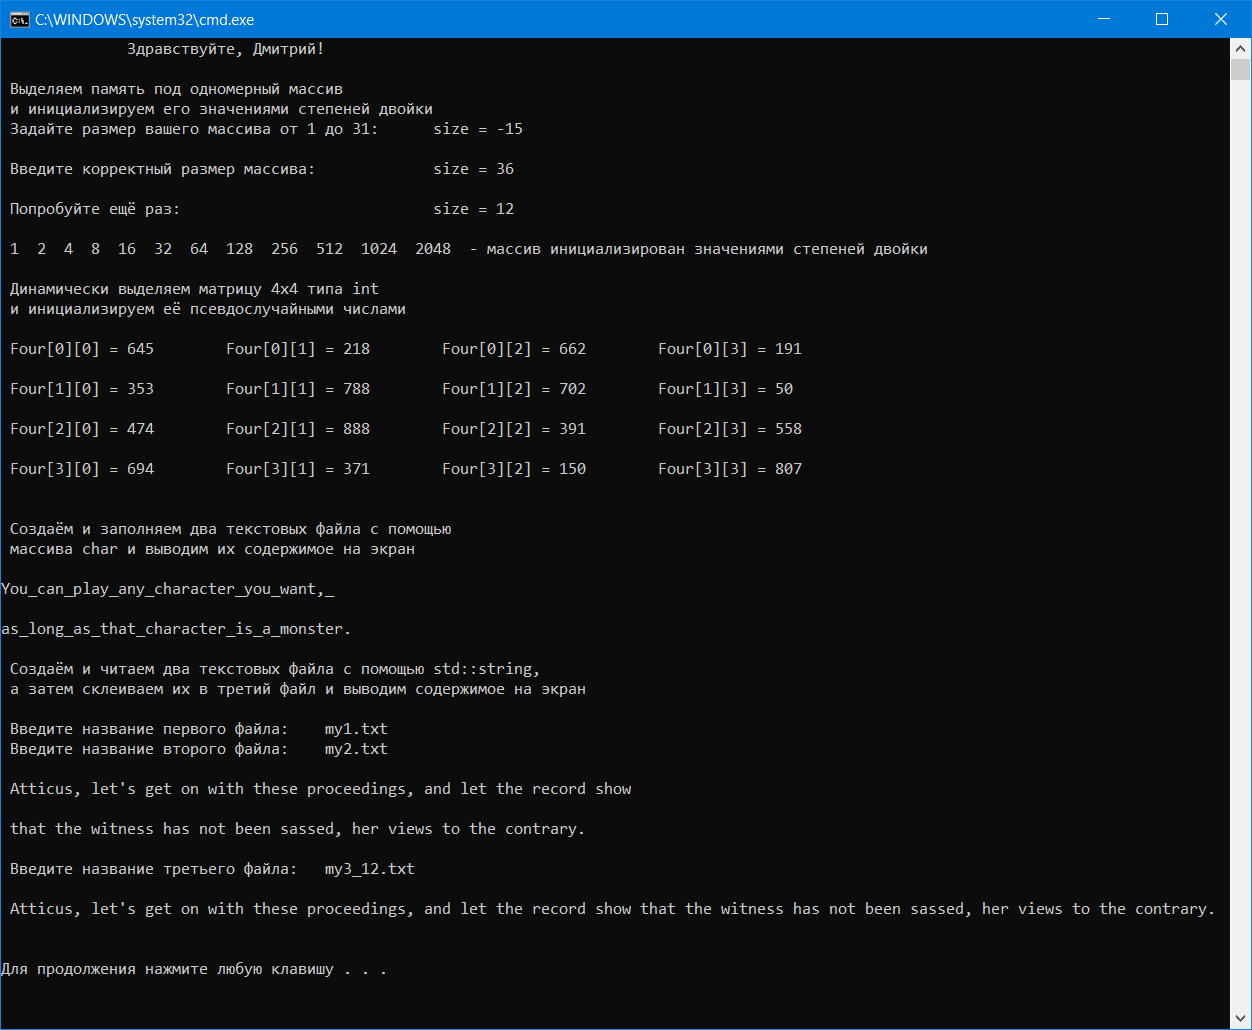 C:\WINDOWS\system32\cmd.exe
Здравствуйте, Дмитрий!
Выделяем память под одномерный массив
и инициализируем его значениями степеней двойки
Задайте размер вашего массива от 1 до 31: size = -15
Введите корректный размер массива: size = 36
Попробуйте ещё раз: size = 12
1 2 4 8 16 32 64 128 256 512 1024 2048 - массив инициализирован значениями степеней двойки
Динамически выделяем матрицу 4x4 типа int
и инициализируем её псевдослучайными числами
Four[0][0] = 645 Four[0][1] = 218 Four[0][2] = 662 Four[0][3] = 191
Four[1][0] = 353 Four[1][1] = 788 Four[1][2] = 702 Four[1][3] = 50
Four[2][0] = 474 Four[2][1] = 888 Four[2][2] = 391 Four[2][3] = 558
Four[3][0] = 694 Four[3][1] = 371 Four[3][2] = 150 Four[3][3] = 807
Создаём и заполняем два текстовых файла с помощью
массива char и выводим их содержимое на экран
You_can_play_any_character_you_want,_
as_long_as_that_character_is_a_monster.
Создаём и читаем два текстовых файла с помощью std::string,
а затем склеиваем их в третий файл и выводим содержимое на экран
Введите название первого файла: my1.txt
Введите название второго файла: my2.txt
Atticus, let's get on with these proceedings, and let the record show
that the witness has not been sassed, her views to the contrary.
Введите название третьего файла: my3_12.txt
Atticus, let's get on with these proceedings, and let the record show that the witness has not been sassed, her views to the contrary.
Для продолжения нажмите любую клавишу . . .